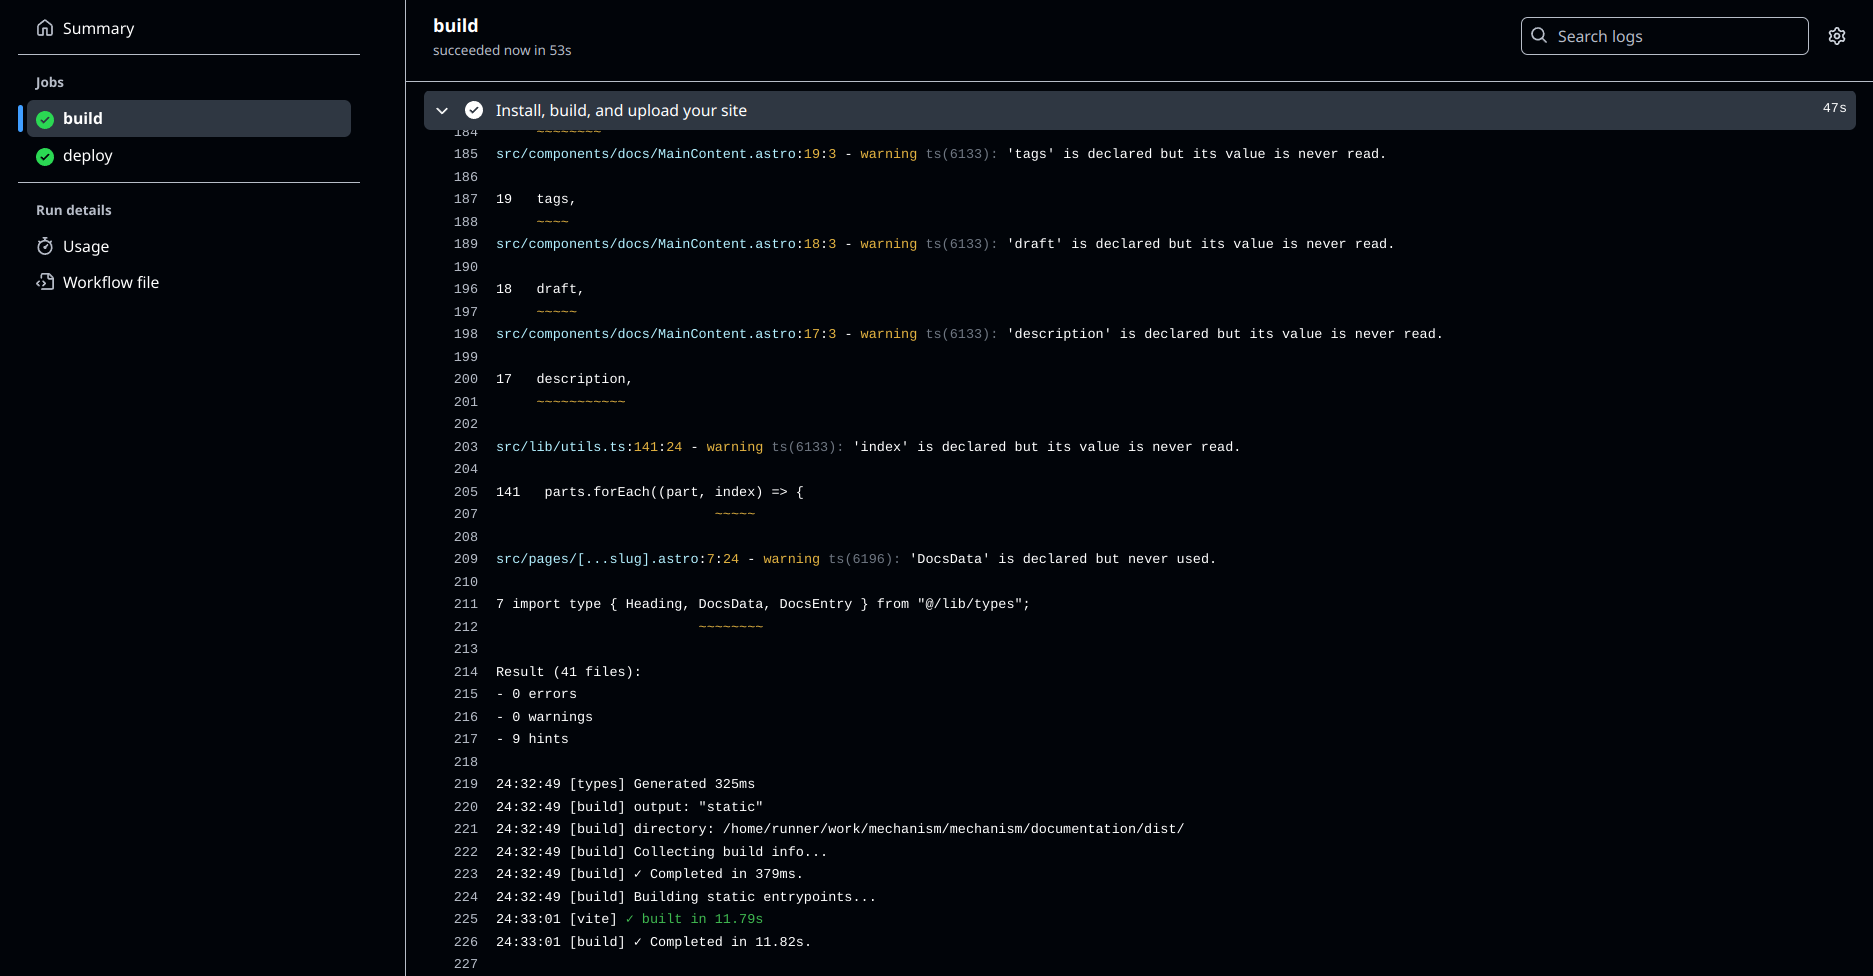 Summary
Jobs
build
deploy
Run details
Usage
Workflow file
build
succeeded now in 53s
Search logs
Install, build, and upload your site 47s
184 ~~~~~~~~
185 src/components/docs/MainContent.astro:19:3 - warning ts(6133): 'tags' is declared but its value is never read.
186
187 19   tags,
188      ~~~~
189 src/components/docs/MainContent.astro:18:3 - warning ts(6133): 'draft' is declared but its value is never read.
190
196 18   draft,
197      ~~~~~
198 src/components/docs/MainContent.astro:17:3 - warning ts(6133): 'description' is declared but its value is never read.
199
200 17   description,
201      ~~~~~~~~~~~
202
203 src/lib/utils.ts:141:24 - warning ts(6133): 'index' is declared but its value is never read.
204
205 141   parts.forEach((part, index) => {
207                            ~~~~~
208
209 src/pages/[...slug].astro:7:24 - warning ts(6196): 'DocsData' is declared but never used.
210
211 7 import type { Heading, DocsData, DocsEntry } from "@/lib/types";
212                          ~~~~~~~~
213
214 Result (41 files):
215 - 0 errors
216 - 0 warnings
217 - 9 hints
218
219 24:32:49 [types] Generated 325ms
220 24:32:49 [build] output: "static"
221 24:32:49 [build] directory: /home/runner/work/mechanism/mechanism/documentation/dist/
222 24:32:49 [build] Collecting build info...
223 24:32:49 [build] ✓ Completed in 379ms.
224 24:32:49 [build] Building static entrypoints...
225 24:33:01 [vite] ✓ built in 11.79s
226 24:33:01 [build] ✓ Completed in 11.82s.
227